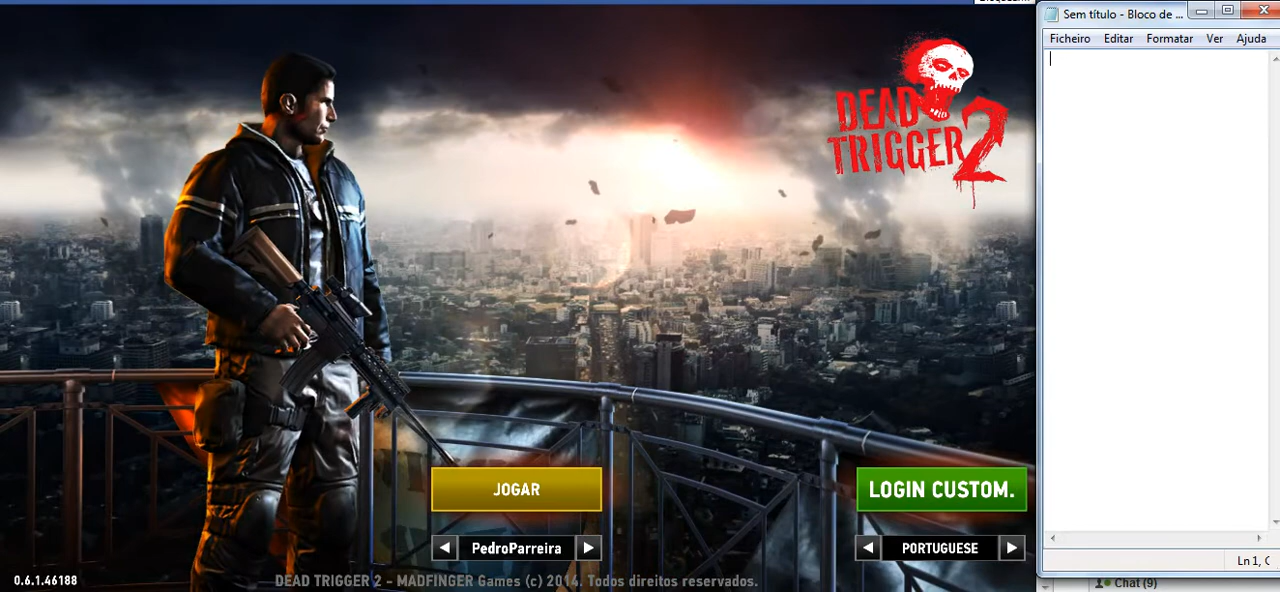 Sem título - Bloco de ...
Ficheiro Editar Formatar Ver Ajuda
DEAD
TRIGGER 2
JOGAR
LOGIN CUSTOM.
PedroParreira
PORTUGUESE
0.6.1.46188
DEAD TRIGGER 2 - MADFINGER Games (c) 2014. Todos direitos reservados.
Ln 1, C
Chat (9)